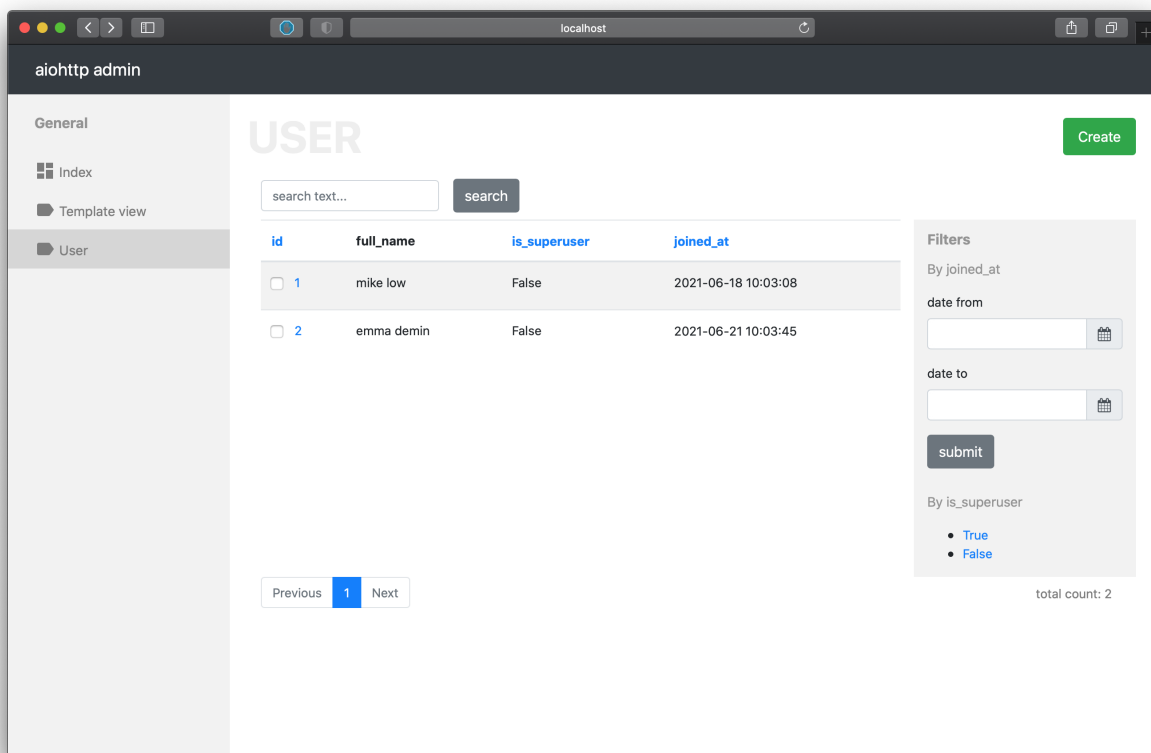 localhost
aiohttp admin
General
Index
Template view
User
USER
Create
search text...
search
id full_name is_superuser joined_at
1 mike low False 2021-06-18 10:03:08
2 emma demin False 2021-06-21 10:03:45
Filters
By joined_at
date from
date to
submit
By is_superuser
True
False
Previous 1 Next
total count: 2